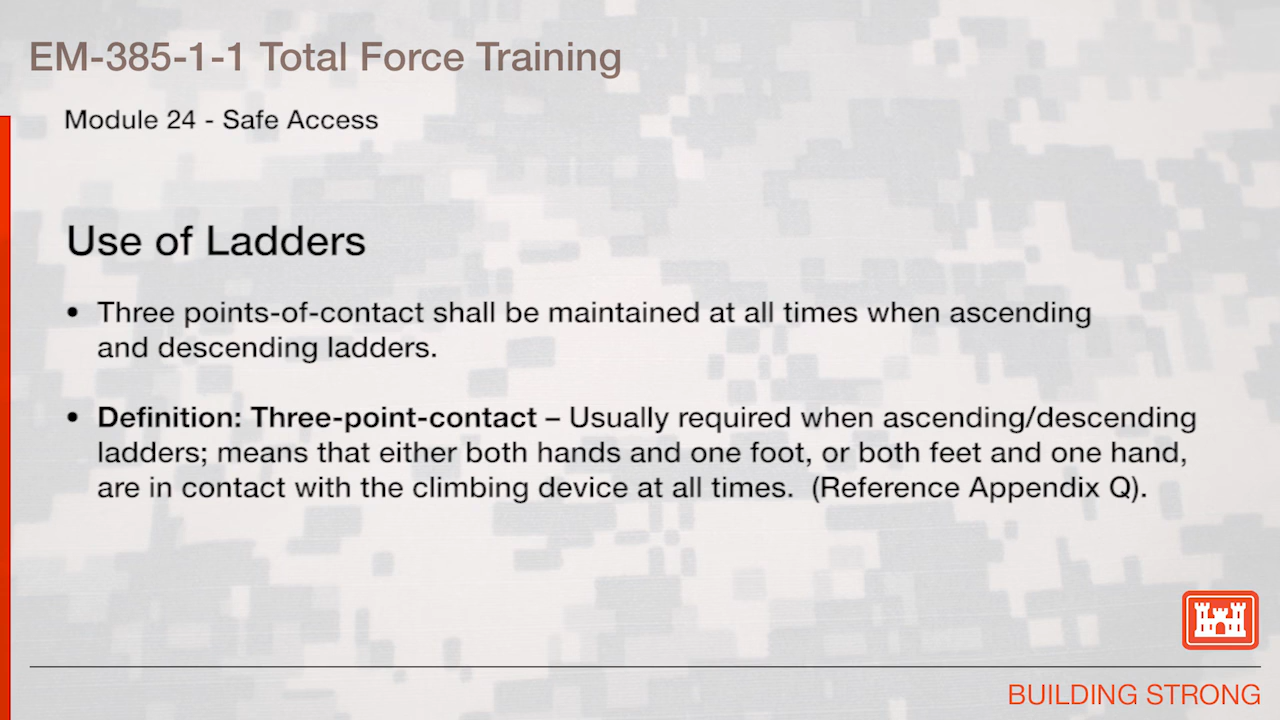 EM-385-1-1 Total Force Training
Module 24 - Safe Access
Use of Ladders
• Three points-of-contact shall be maintained at all times when ascending
and descending ladders.
• Definition: Three-point-contact – Usually required when ascending/descending
ladders; means that either both hands and one foot, or both feet and one hand,
are in contact with the climbing device at all times.  (Reference Appendix Q).
BUILDING STRONG